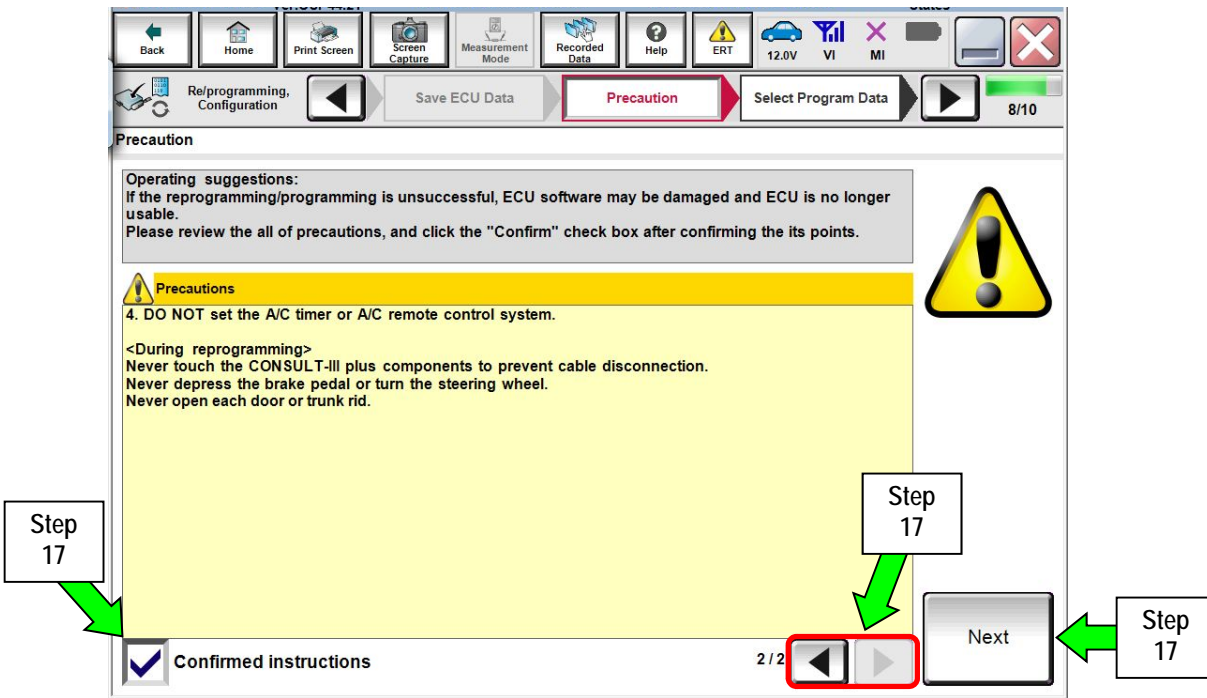 Back
Home
Print Screen
Screen
Capture
Measurement
Mode
Recorded
Data
Help
ERT
12.0V
VI
MI
Re/programming,
Configuration
Save ECU Data
Precaution
Select Program Data
8/10
Precaution
Operating suggestions:
If the reprogramming/programming is unsuccessful, ECU software may be damaged and ECU is no longer
usable.
Please review the all of precautions, and click the "Confirm" check box after confirming the its points.
Precautions
4. DO NOT set the A/C timer or A/C remote control system.
<During reprogramming>
Never touch the CONSULT-III plus components to prevent cable disconnection.
Never depress the brake pedal or turn the steering wheel.
Never open each door or trunk rid.
Step
17
Step
17
Step
17
Confirmed instructions
2 / 2
Next